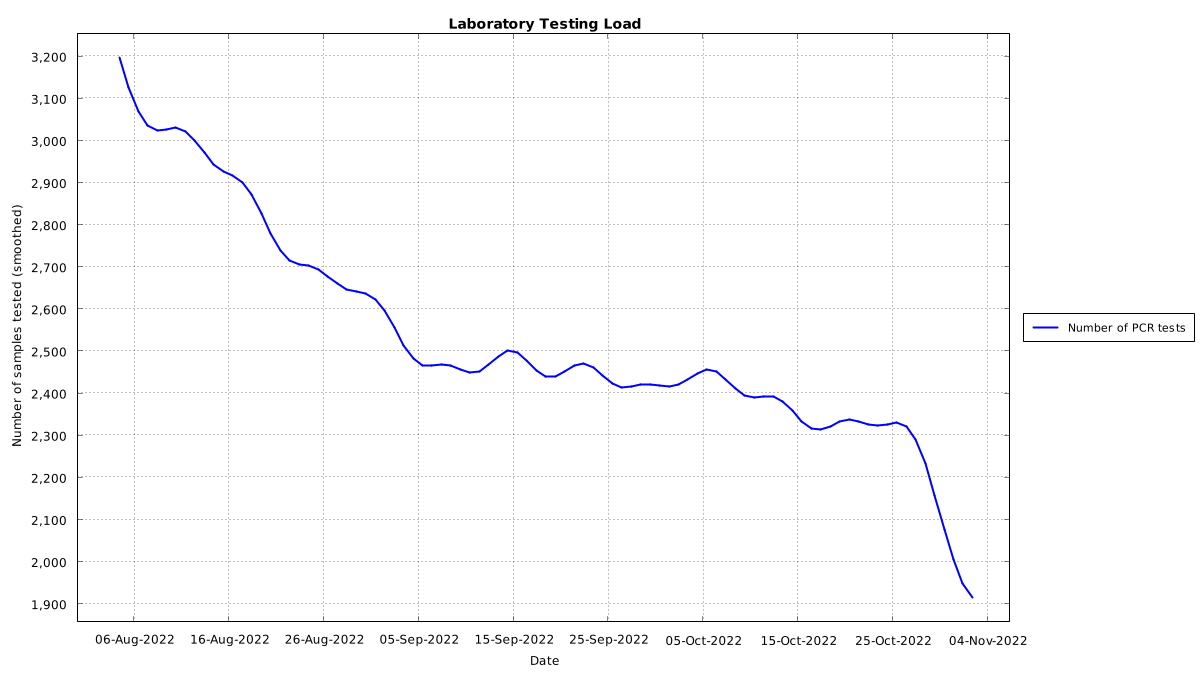 Laboratory Testing Load
Number of samples tested (smoothed)
3,200
3,100
3,000
2,900
2,800
2,700
2,600
2,500
2,400
2,300
2,200
2,100
2,000
1,900
06-Aug-2022 16-Aug-2022 26-Aug-2022 05-Sep-2022 15-Sep-2022 25-Sep-2022 05-Oct-2022 15-Oct-2022 25-Oct-2022 04-Nov-2022
Date
Number of PCR tests